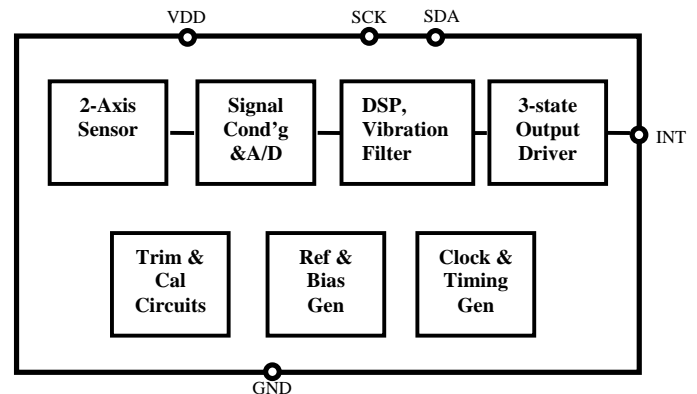 VDD
SCK
SDA
2-Axis
Sensor
Signal
Cond’g
&A/D
DSP,
Vibration
Filter
3-state
Output
Driver
INT
Trim &
Cal
Circuits
Ref &
Bias
Gen
Clock &
Timing
Gen
GND